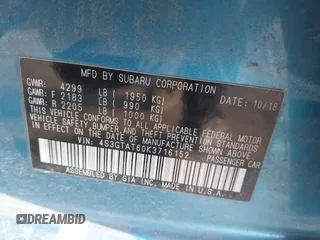 MFD BY SUBARU CORPORATION DATE: 10/18
GVWR: 4299 LB ( 1950 KG)
GAWR: F 2183 LB ( 990 KG)
GAWR: R 2205 LB ( 1000 KG)
THIS VEHICLE CONFORMS TO ALL APPLICABLE FEDERAL MOTOR
VEHICLE SAFETY, BUMPER, AND THEFT PREVENTION STANDARDS
IN EFFECT ON THE DATE OF MANUFACTURE SHOWN ABOVE.
VIN: 4S3GTAT60K3716152 PASSENGER CAR
ASSEMBLED BY SIA INC. MADE IN U.S.A.
DREAMBID